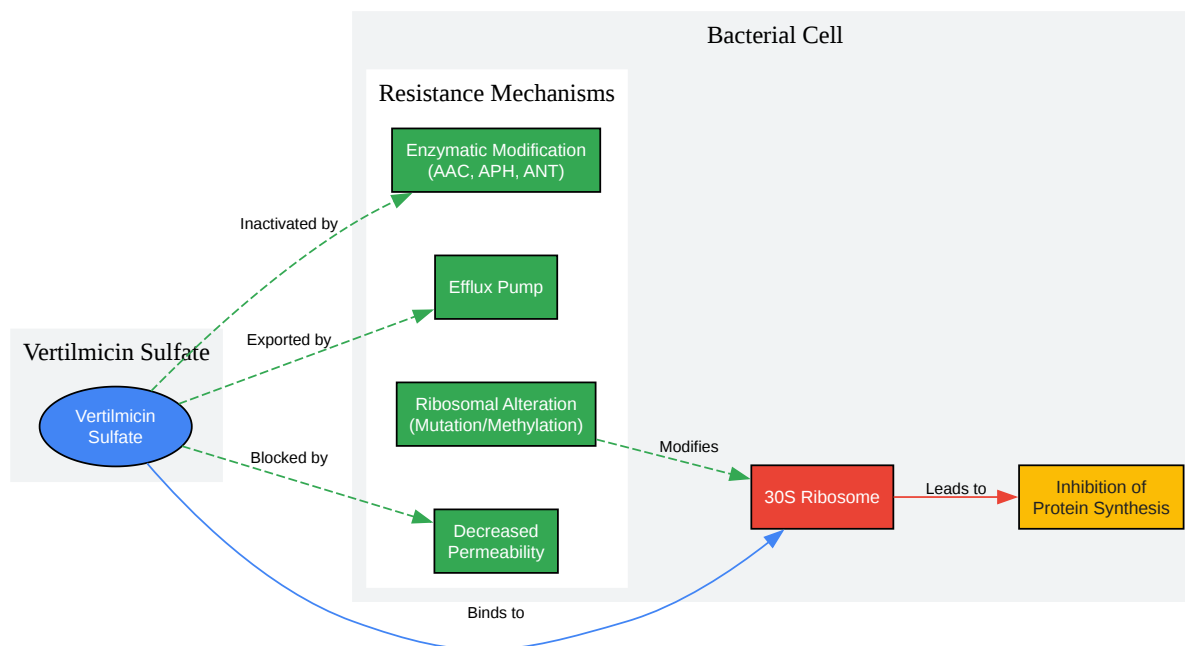 Bacterial Cell
Resistance Mechanisms
Enzymatic Modification
(AAC, APH, ANT)
Inactivated by
Efflux Pump
Exported by
Vertilmicin Sulfate
Vertilmicin
Sulfate
Ribosomal Alteration
(Mutation/Methylation)
Modifies
Blocked by
30S Ribosome
Leads to
Inhibition of
Protein Synthesis
Decreased
Permeability
Binds to